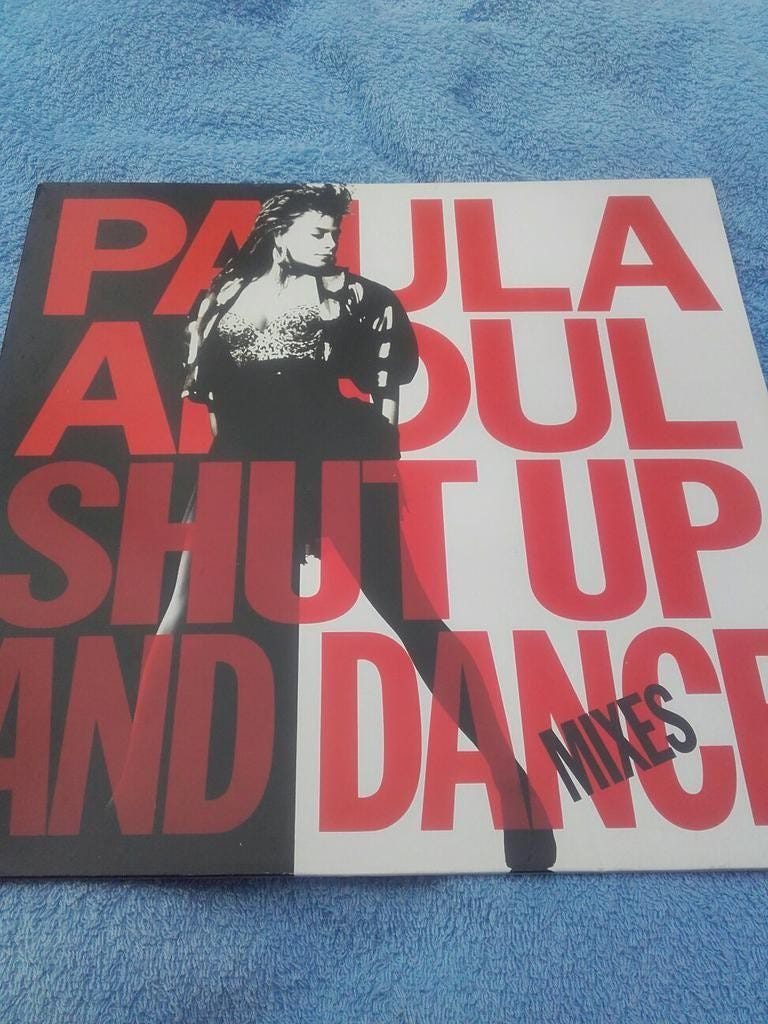 PAULA
ABDUL
SHUT UP
AND DANCE
MIXES